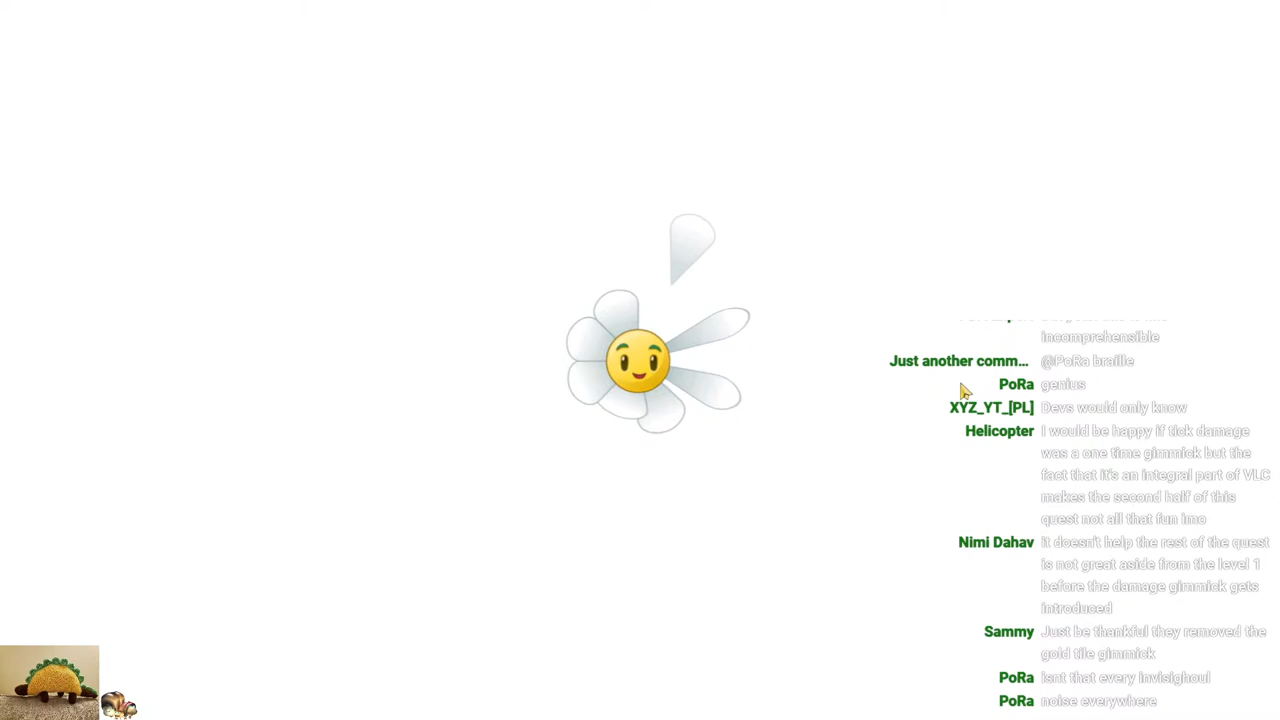 incomprehensible
Just another comm... @PoRa braille
PoRa genius
XYZ_YT_[PL] Devs would only know
Helicopter I would be happy if tick damage
was a one time gimmick but the
fact that it's an integral part of VLC
makes the second half of this
quest not all that fun imo
Nimi Dahav It doesn't help the rest of the quest
is not great aside from the level 1
before the damage gimmick gets
introduced
Sammy Just be thankful they removed the
gold tile gimmick
PoRa isnt that every invisighoul
PoRa noise everywhere